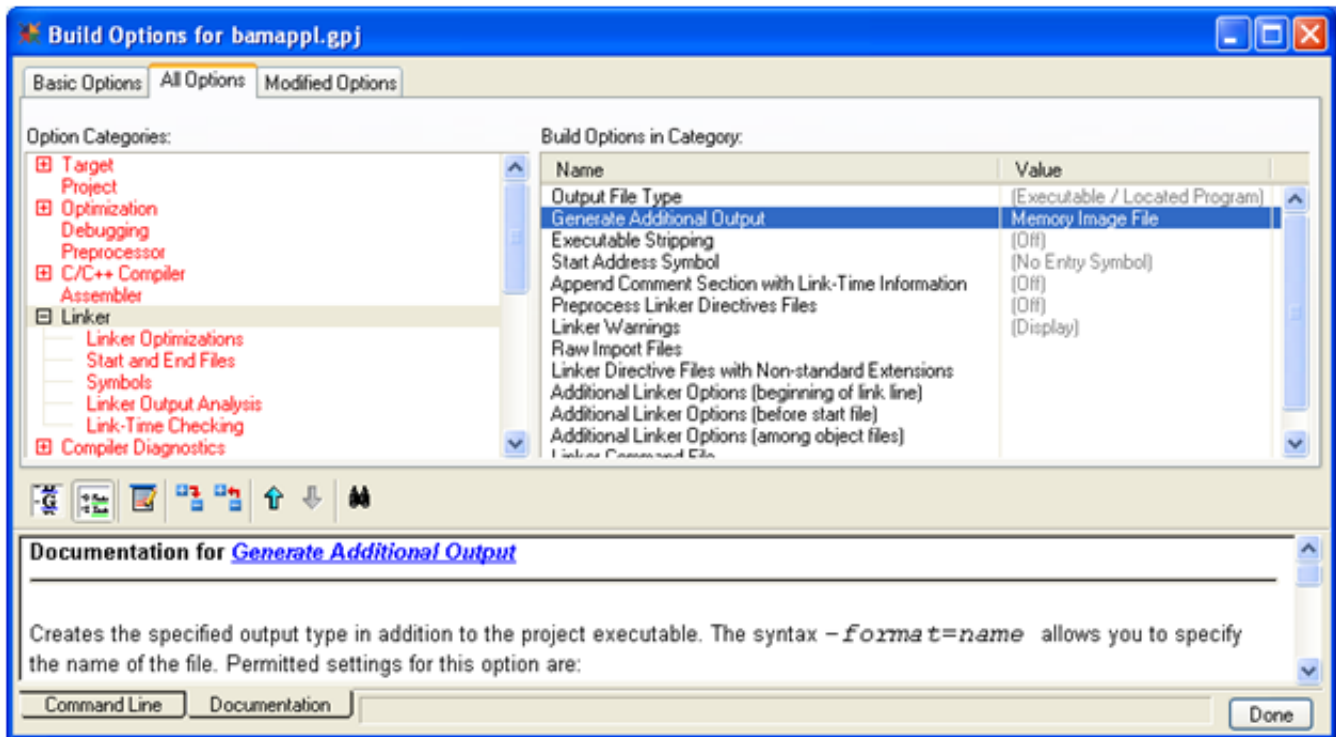 Build Options for bamappl.gpj
Basic Options All Options Modified Options
Option Categories:
Target
Project
Optimization
Debugging
Preprocessor
C/C++ Compiler
Assembler
Linker
Linker Optimizations
Start and End Files
Symbols
Linker Output Analysis
Link-Time Checking
Compiler Diagnostics
Build Options in Category:
Name Value
Output File Type (Executable / Located Program)
Generate Additional Output Memory Image File
Executable Stripping (Off)
Start Address Symbol (No Entry Symbol)
Append Comment Section with Link-Time Information (Off)
Preprocess Linker Directives Files (Off)
Linker Warnings (Display)
Raw Import Files
Linker Directive Files with Non-standard Extensions
Additional Linker Options (beginning of link line)
Additional Linker Options (before start file)
Additional Linker Options (among object files)
Linker Command File
Documentation for Generate Additional Output
Creates the specified output type in addition to the project executable. The syntax -format=name allows you to specify
the name of the file. Permitted settings for this option are:
Command Line Documentation
Done